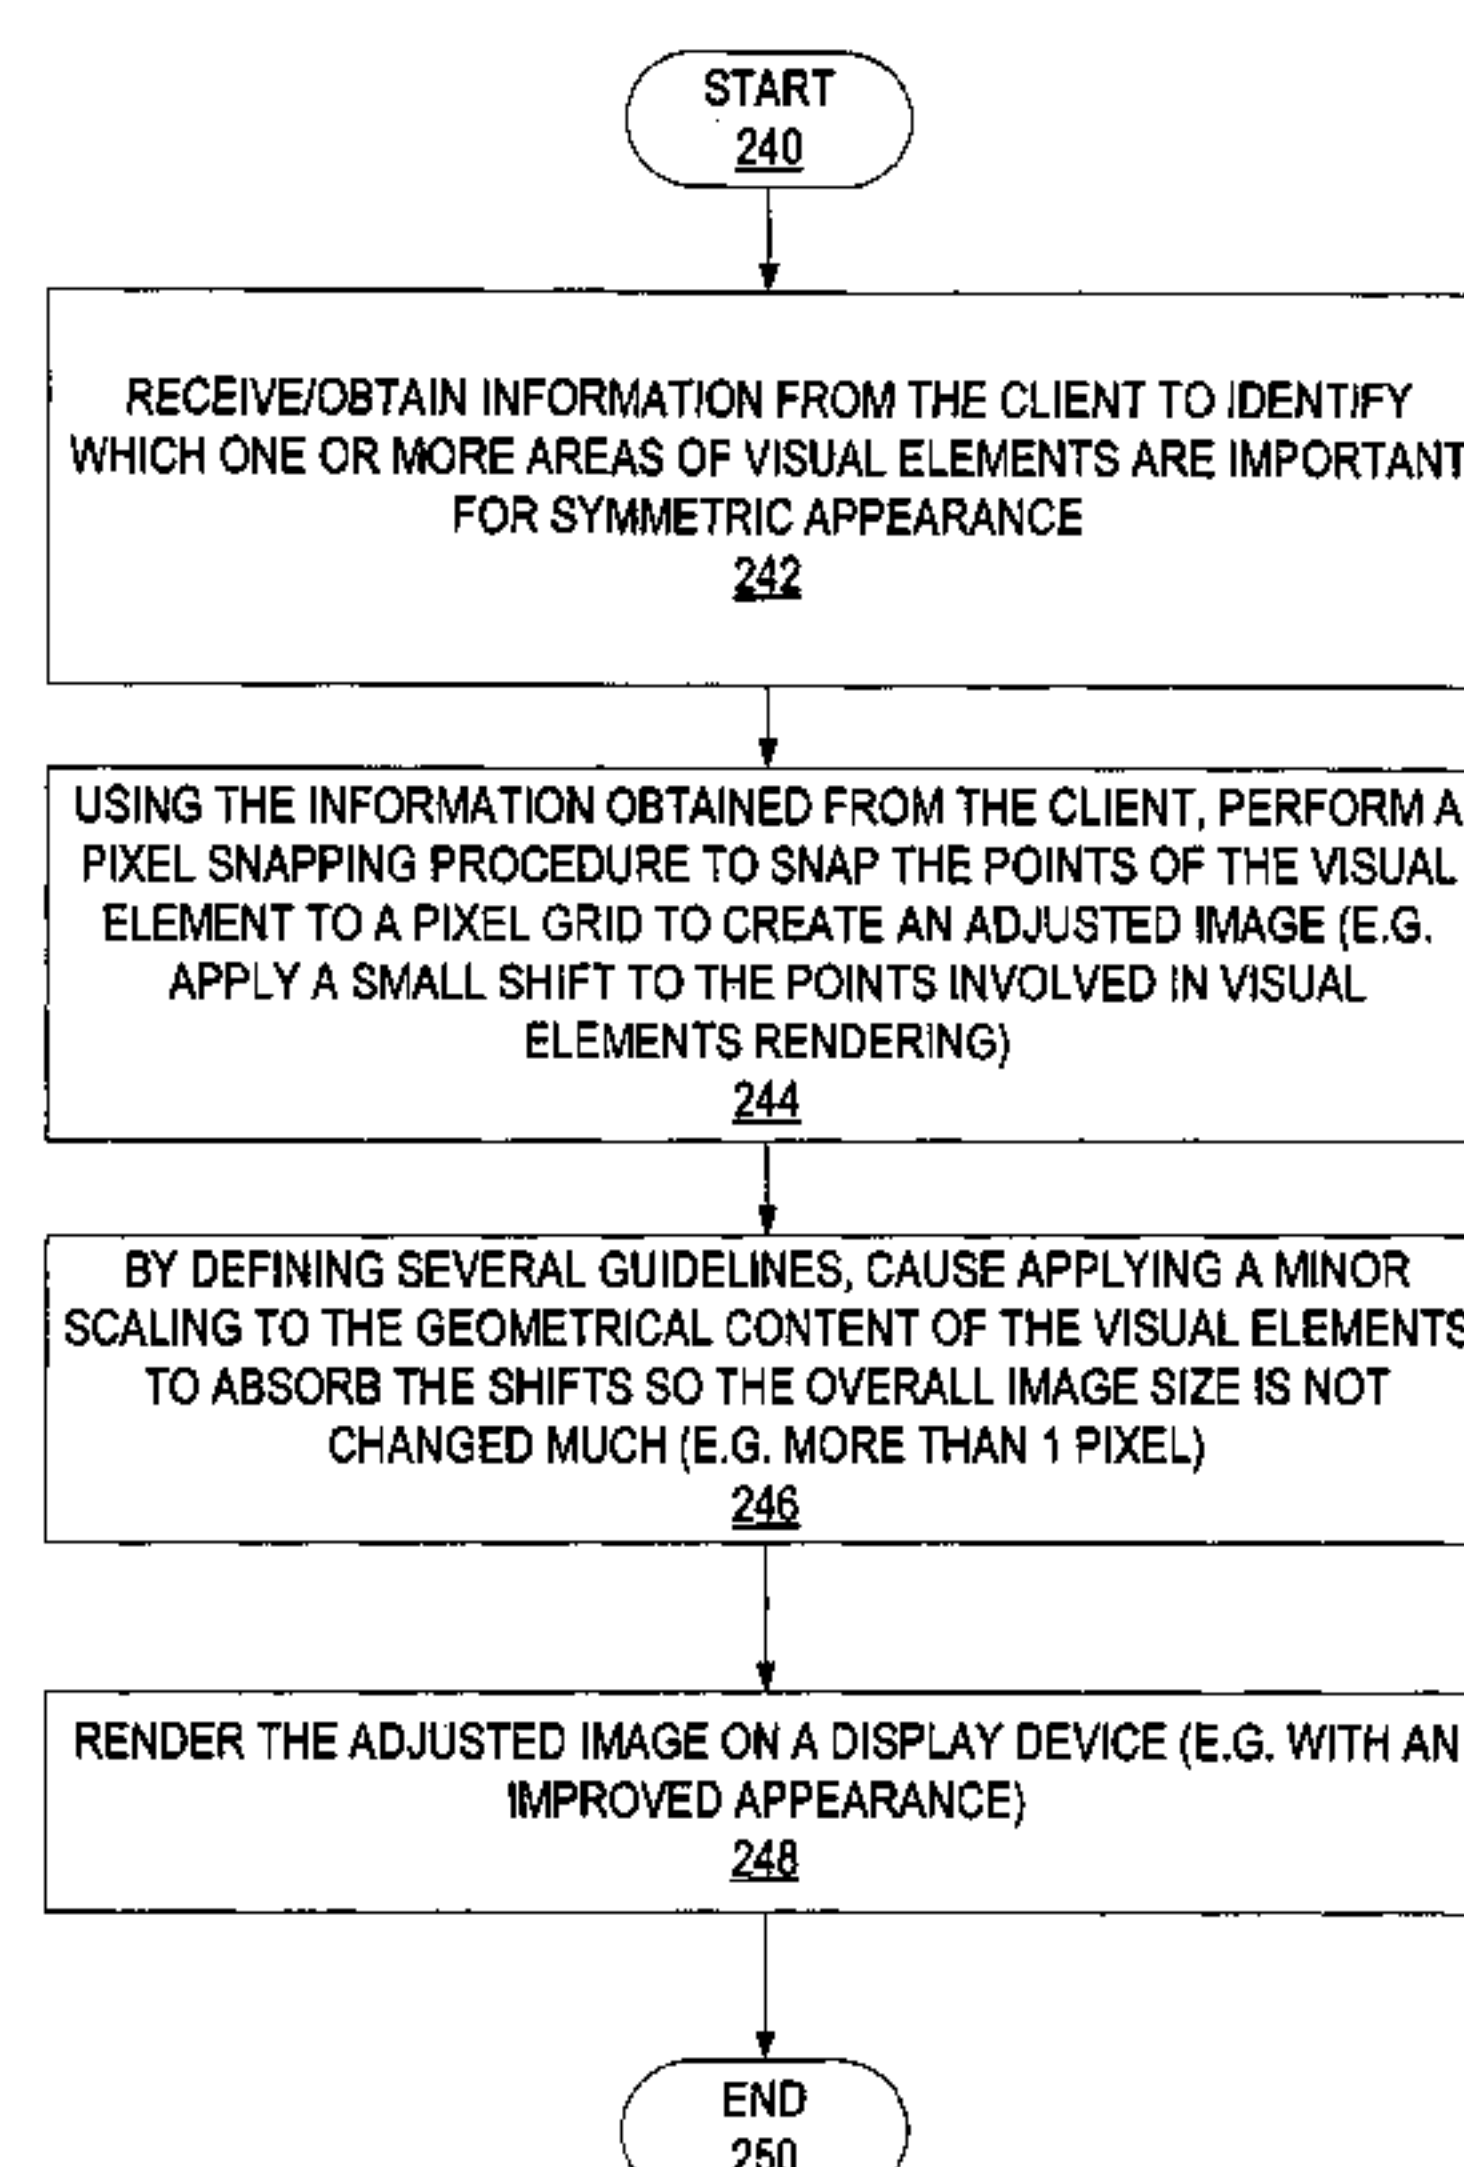 START
240
RECEIVE/OBTAIN INFORMATION FROM THE CLIENT TO IDENTIFY
WHICH ONE OR MORE AREAS OF VISUAL ELEMENTS ARE IMPORTANT
FOR SYMMETRIC APPEARANCE
242
USING THE INFORMATION OBTAINED FROM THE CLIENT, PERFORM A
PIXEL SNAPPING PROCEDURE TO SNAP THE POINTS OF THE VISUAL
ELEMENT TO A PIXEL GRID TO CREATE AN ADJUSTED IMAGE (E.G.
APPLY A SMALL SHIFT TO THE POINTS INVOLVED IN VISUAL
ELEMENTS RENDERING)
244
BY DEFINING SEVERAL GUIDELINES, CAUSE APPLYING A MINOR
SCALING TO THE GEOMETRICAL CONTENT OF THE VISUAL ELEMENTS
TO ABSORB THE SHIFTS SO THE OVERALL IMAGE SIZE IS NOT
CHANGED MUCH (E.G. MORE THAN 1 PIXEL)
246
RENDER THE ADJUSTED IMAGE ON A DISPLAY DEVICE (E.G. WITH AN
IMPROVED APPEARANCE)
248
END
250